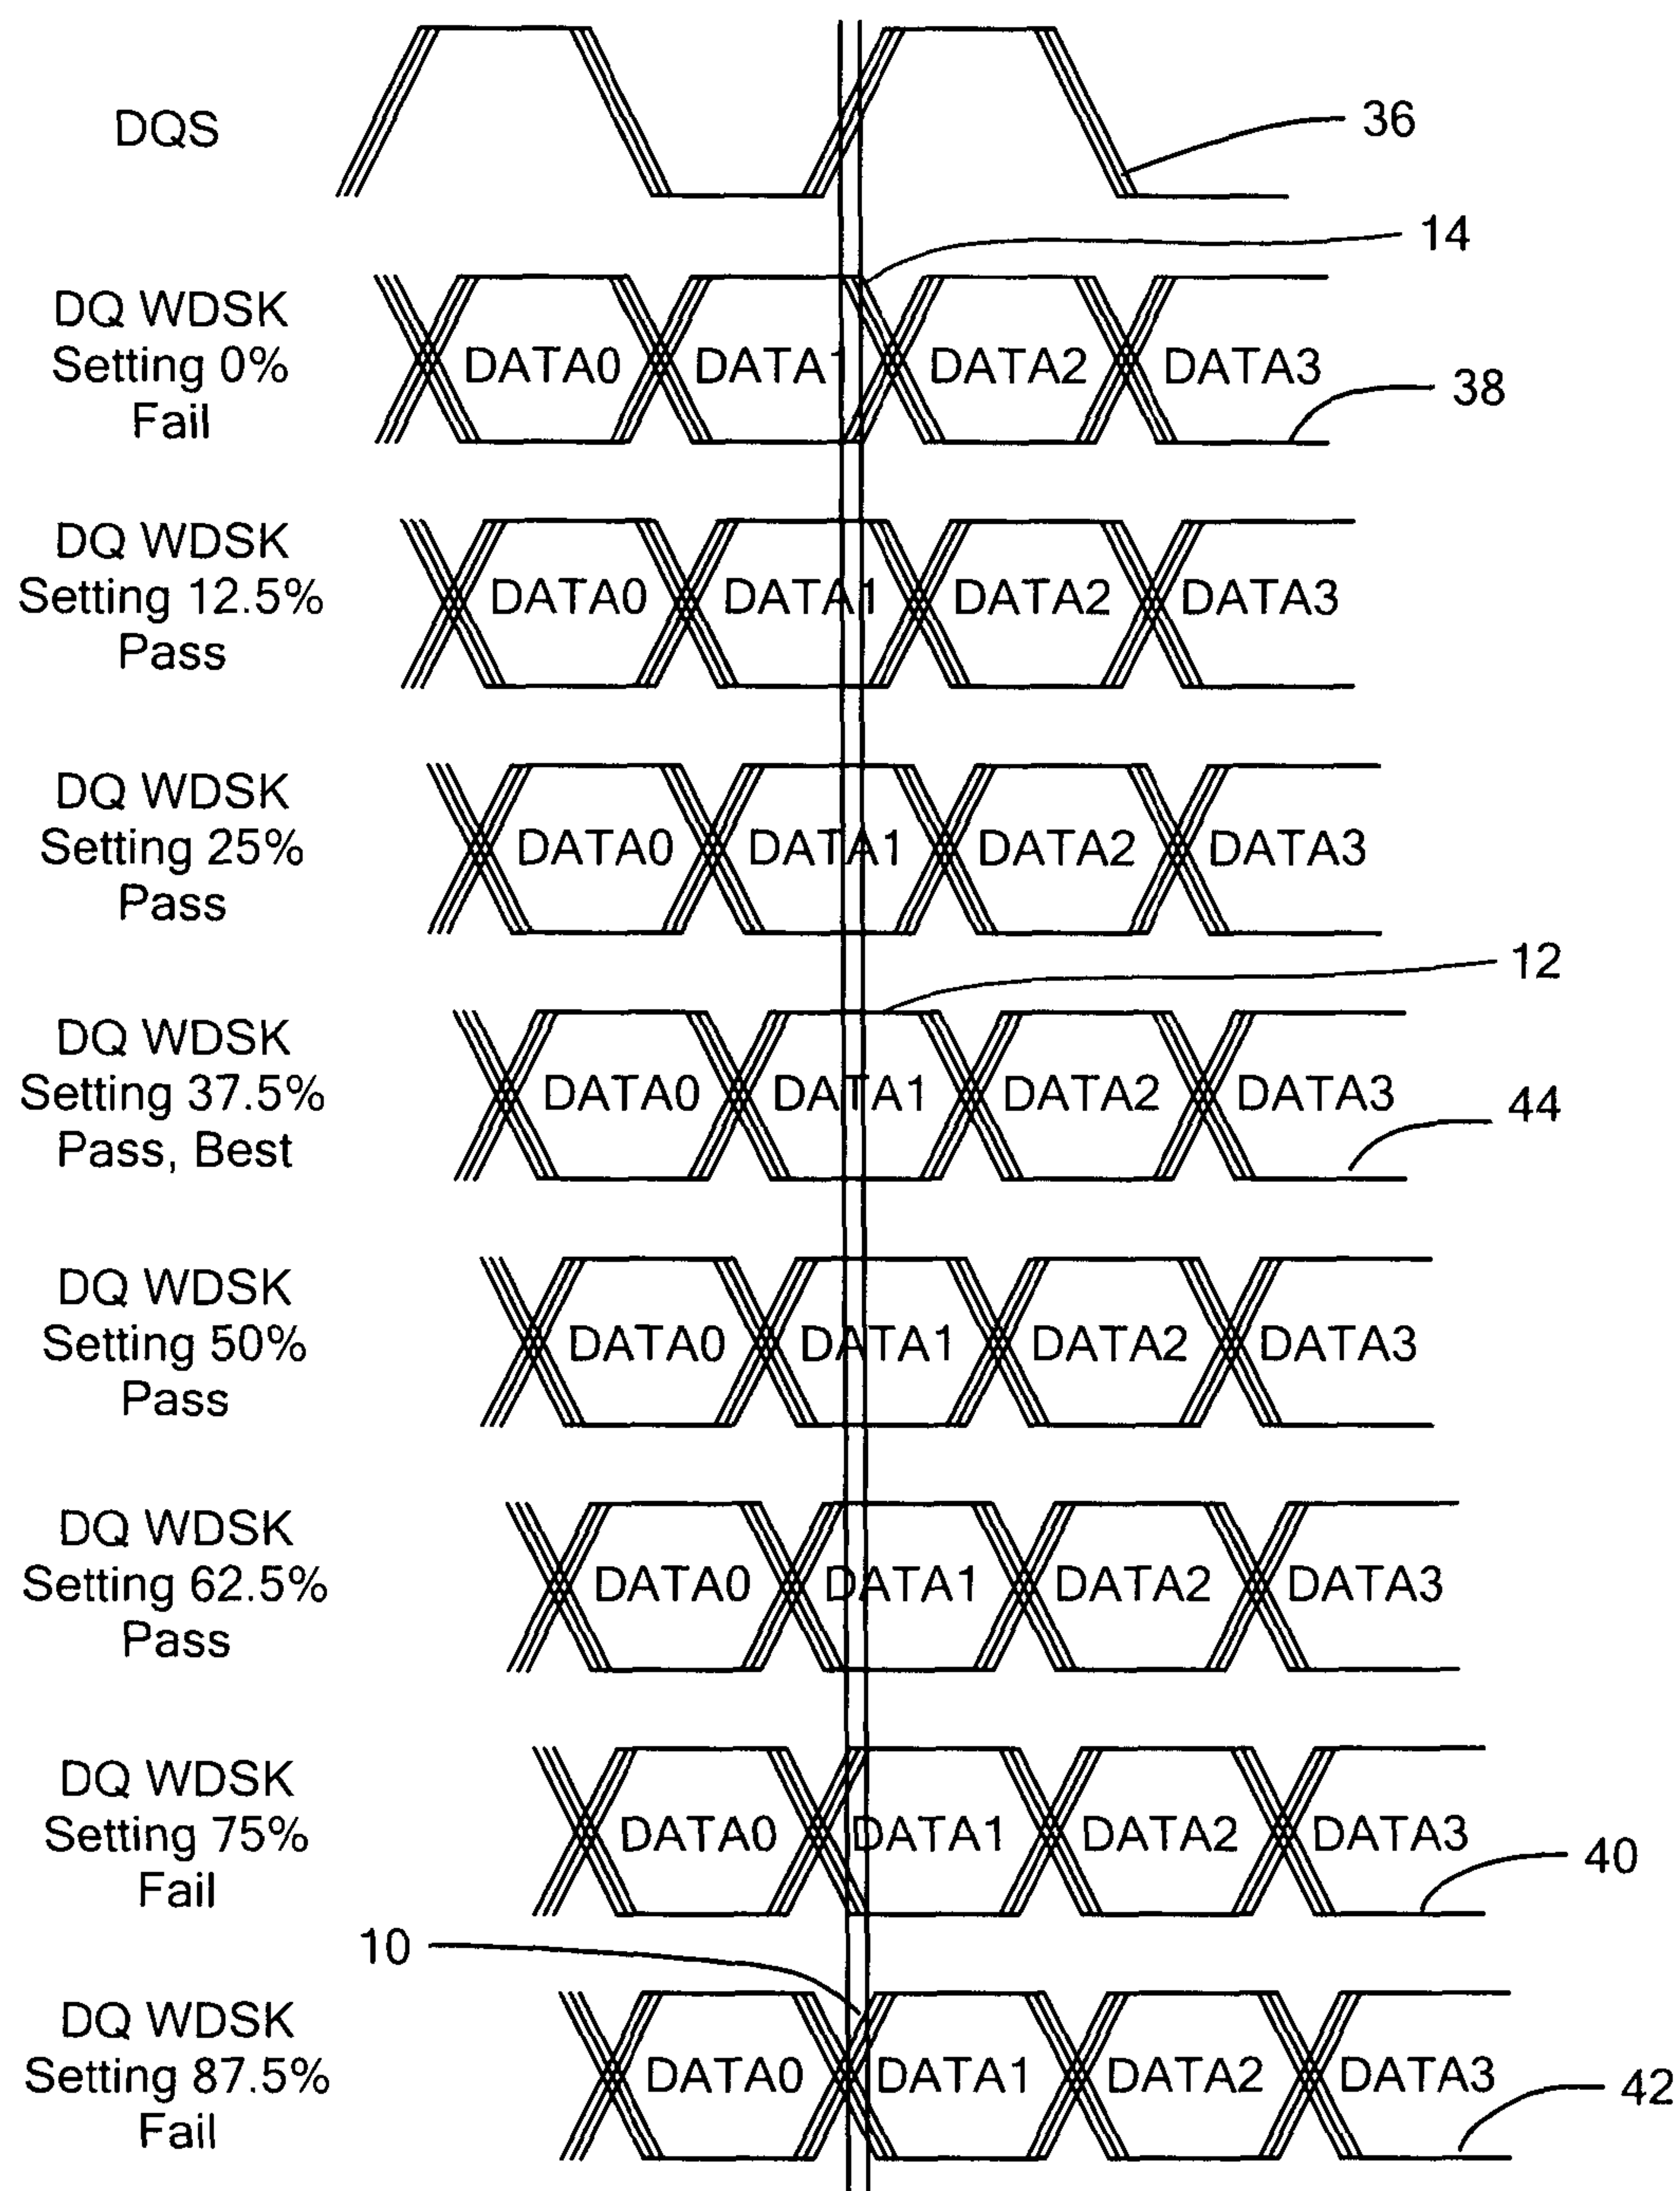 DQS
36
14
DQ WDSK
Setting 0%
Fail
DATA0 DATA1 DATA2 DATA3
38
DQ WDSK
Setting 12.5%
Pass
DATA0 DATA1 DATA2 DATA3
DQ WDSK
Setting 25%
Pass
DATA0 DATA1 DATA2 DATA3
12
DQ WDSK
Setting 37.5%
Pass, Best
DATA0 DATA1 DATA2 DATA3
44
DQ WDSK
Setting 50%
Pass
DATA0 DATA1 DATA2 DATA3
DQ WDSK
Setting 62.5%
Pass
DATA0 DATA1 DATA2 DATA3
DQ WDSK
Setting 75%
Fail
DATA0 DATA1 DATA2 DATA3
40
10
DQ WDSK
Setting 87.5%
Fail
DATA0 DATA1 DATA2 DATA3
42